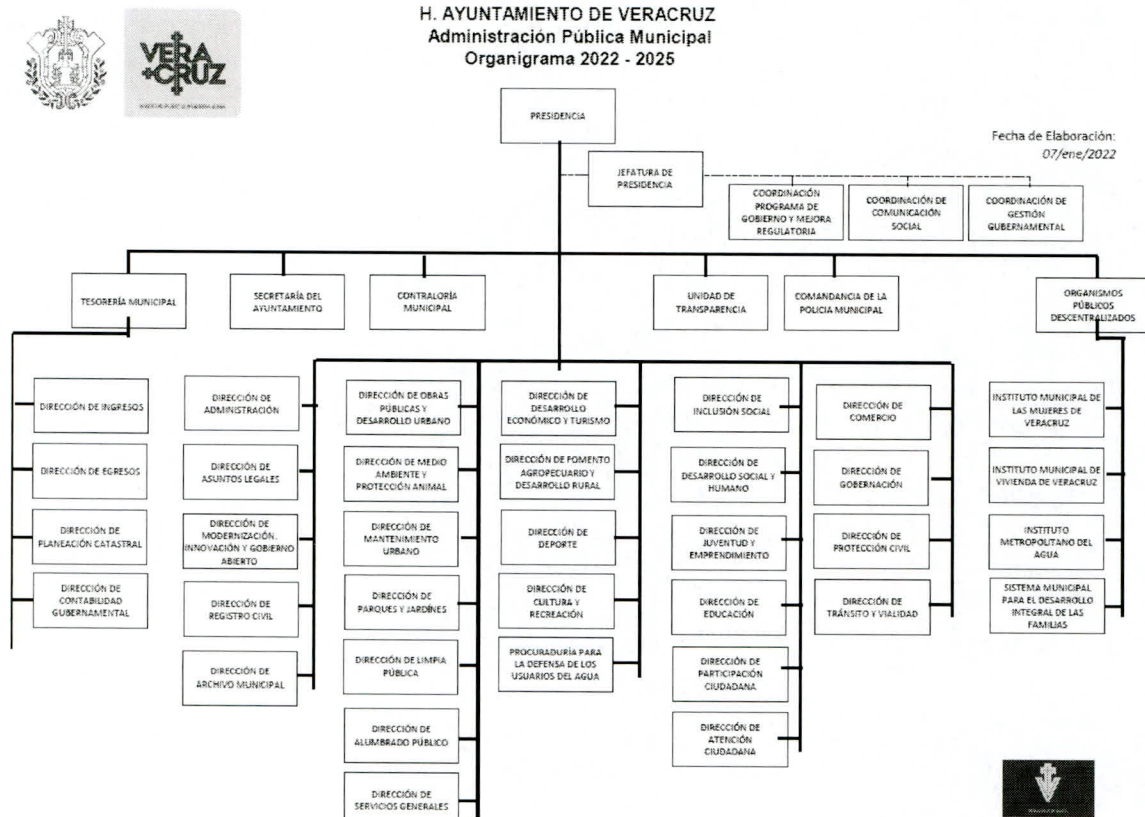 H. AYUNTAMIENTO DE VERACRUZ
Administración Pública Municipal
Organigrama 2022 - 2025
VERA
CRUZ
Fecha de Elaboración:
07/ene/2022
PRESIDENCIA
JEFATURA DE
PRESIDENCIA
COORDINACIÓN
PROGRAMA DE
GOBIERNO Y MEJORA
REGULATORIA
COORDINACIÓN DE
COMUNICACIÓN
SOCIAL
COORDINACIÓN DE
GESTIÓN
GUBERNAMENTAL
TESORERÍA MUNICIPAL
SECRETARÍA DEL
AYUNTAMIENTO
CONTRALORÍA
MUNICIPAL
UNIDAD DE
TRANSPARENCIA
COMANDANCIA DE LA
POLICIA MUNICIPAL
ORGANISMOS
PÚBLICOS
DESCENTRALIZADOS
DIRECCIÓN DE INGRESOS
DIRECCIÓN DE EGRESOS
DIRECCIÓN DE
PLANEACIÓN CATASTRAL
DIRECCIÓN DE
CONTABILIDAD
GUBERNAMENTAL
DIRECCIÓN DE
ADMINISTRACIÓN
DIRECCIÓN DE
ASUNTOS LEGALES
DIRECCIÓN DE
MODERNIZACIÓN,
INNOVACIÓN Y GOBIERNO
ABIERTO
DIRECCIÓN DE
REGISTRO CIVIL
DIRECCIÓN DE
ARCHIVO MUNICIPAL
DIRECCIÓN DE OBRAS
PÚBLICAS Y
DESARROLLO URBANO
DIRECCIÓN DE MEDIO
AMBIENTE Y
PROTECCIÓN ANIMAL
DIRECCIÓN DE
MANTENIMIENTO
URBANO
DIRECCIÓN DE
PARQUES Y JARDÍNES
DIRECCIÓN DE LIMPIA
PÚBLICA
DIRECCIÓN DE
ALUMBRADO PÚBLICO
DIRECCIÓN DE
SERVICIOS GENERALES
DIRECCIÓN DE
DESARROLLO
ECONÓMICO Y TURISMO
DIRECCIÓN DE FOMENTO
AGROPECUARIO Y
DESARROLLO RURAL
DIRECCIÓN DE
DEPORTE
DIRECCIÓN DE
CULTURA Y
RECREACIÓN
PROCURADURÍA PARA
LA DEFENSA DE LOS
USUARIOS DEL AGUA
DIRECCIÓN DE
INCLUSIÓN SOCIAL
DIRECCIÓN DE
DESARROLLO SOCIAL Y
HUMANO
DIRECCIÓN DE
JUVENTUD Y
EMPRENDIMIENTO
DIRECCIÓN DE
EDUCACIÓN
DIRECCIÓN DE
PARTICIPACIÓN
CIUDADANA
DIRECCIÓN DE
ATENCIÓN
CIUDADANA
DIRECCIÓN DE
COMERCIO
DIRECCIÓN DE
GOBERNACIÓN
DIRECCIÓN DE
PROTECCIÓN CIVIL
DIRECCIÓN DE
TRÁNSITO Y VIALIDAD
INSTITUTO MUNICIPAL DE
LAS MUJERES DE
VERACRUZ
INSTITUTO MUNICIPAL DE
VIVIENDA DE VERACRUZ
INSTITUTO
METROPOLITANO DEL
AGUA
SISTEMA MUNICIPAL
PARA EL DESARROLLO
INTEGRAL DE LAS
FAMILIAS